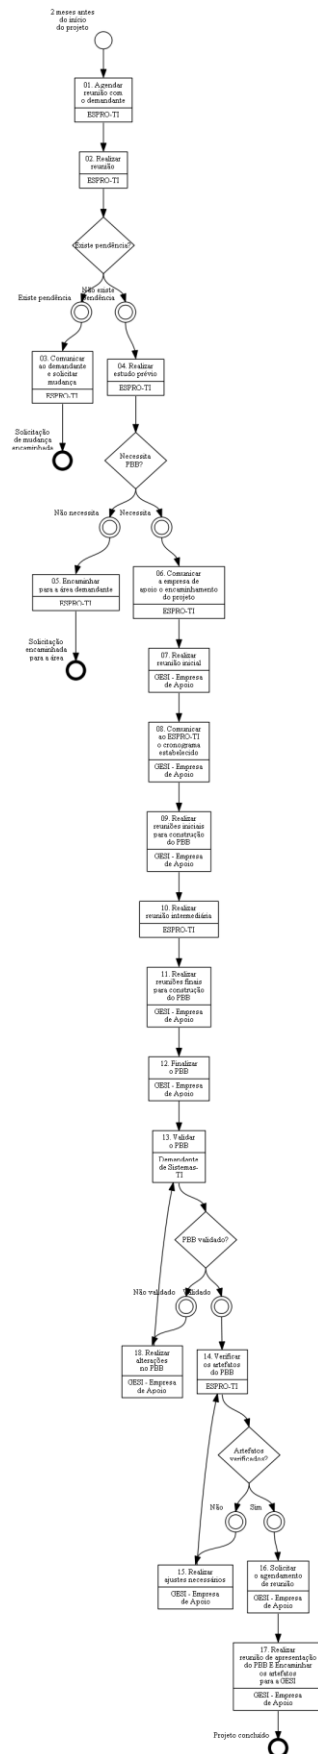 2 meses antes
do início
do projeto
01. Agendar
reunião com
o demandante
ESPRO-TI
02. Realizar
reunião
ESPRO-TI
Existe pendência?
Existe pendência
Não existe
pendência
03. Comunicar
ao demandante
e solicitar
mudança
ESPRO-TI
04. Realizar
estudo prévio
ESPRO-TI
Solicitação
de mudança
encaminhada
Necessita
PBB?
Não necessita
Necessita
05. Encaminhar
para a área demandante
ESPRO-TI
06. Comunicar
a empresa de
apoio o encaminhamento
do projeto
ESPRO-TI
Solicitação
encaminhada
para a área
07. Realizar
reunião inicial
GESI - Empresa
de Apoio
08. Comunicar
ao ESPRO-TI
o cronograma
estabelecido
GESI - Empresa
de Apoio
09. Realizar
reuniões iniciais
para construção
do PBB
GESI - Empresa
de Apoio
10. Realizar
reunião intermediária
ESPRO-TI
11. Realizar
reuniões finais
para construção
do PBB
GESI - Empresa
de Apoio
12. Finalizar
o PBB
GESI - Empresa
de Apoio
13. Validar
o PBB
Demandante
de Sistemas-
TI
PBB validado?
Não validado
Validado
18. Realizar
alterações
no PBB
GESI - Empresa
de Apoio
14. Verificar
os artefatos
do PBB
ESPRO-TI
Artefatos
verificados?
Não
Sim
15. Realizar
ajustes necessários
GESI - Empresa
de Apoio
16. Solicitar
o agendamento
de reunião
GESI - Empresa
de Apoio
17. Realizar
reunião de apresentação
do PBB E Encaminhar
os artefatos
para a GESI
GESI - Empresa
de Apoio
Projeto concluído